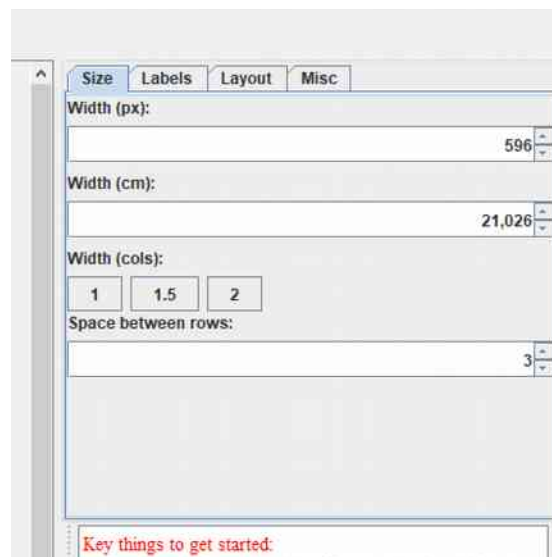 Size Labels Layout Misc
Width (px):
596
Width (cm):
21,026
Width (cols):
1 1.5 2
Space between rows:
3
Key things to get started: